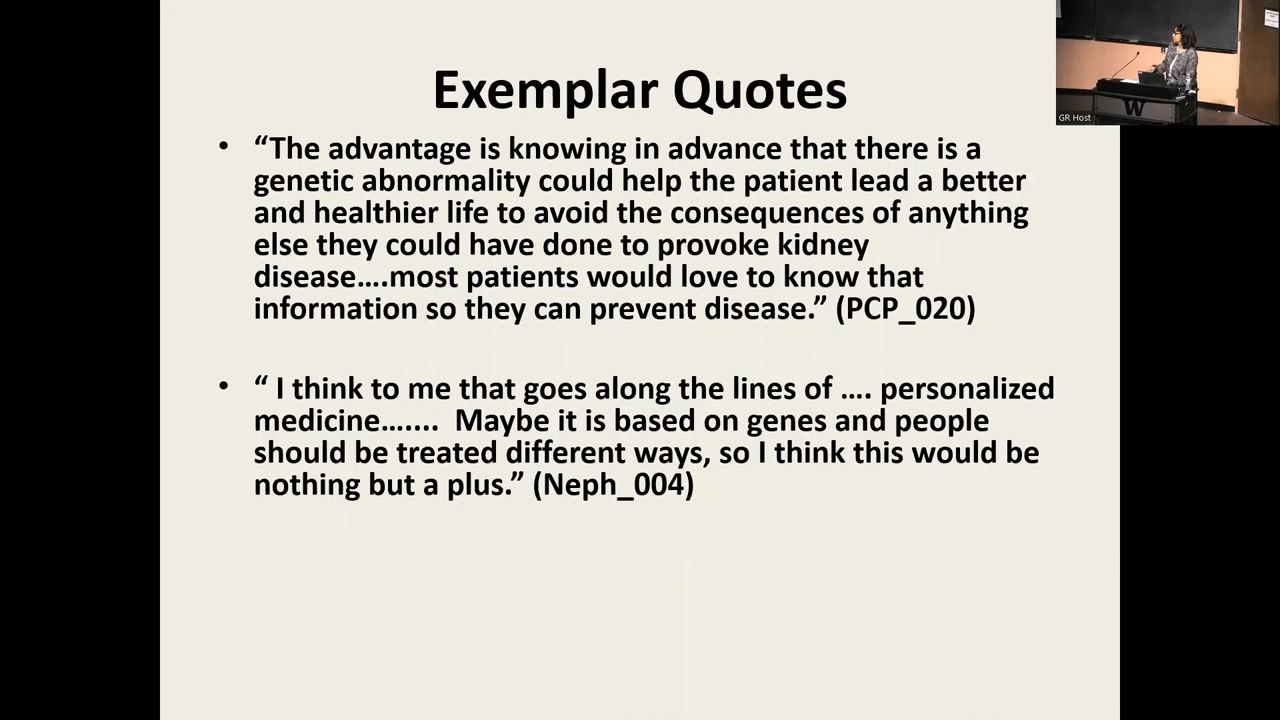 Exemplar Quotes
• “The advantage is knowing in advance that there is a
genetic abnormality could help the patient lead a better
and healthier life to avoid the consequences of anything
else they could have done to provoke kidney
disease….most patients would love to know that
information so they can prevent disease.” (PCP_020)
• “ I think to me that goes along the lines of …. personalized
medicine….... Maybe it is based on genes and people
should be treated different ways, so I think this would be
nothing but a plus.” (Neph_004)
W
GR Host